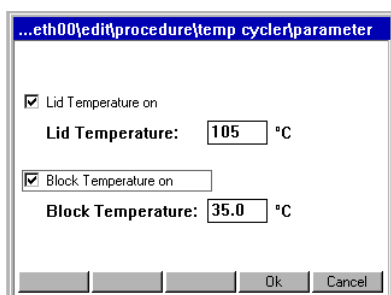 ...eth00\edit\procedure\temp cycler\parameter
Lid Temperature on
Lid Temperature: 105 °C
Block Temperature on
Block Temperature: 35.0 °C
Ok Cancel